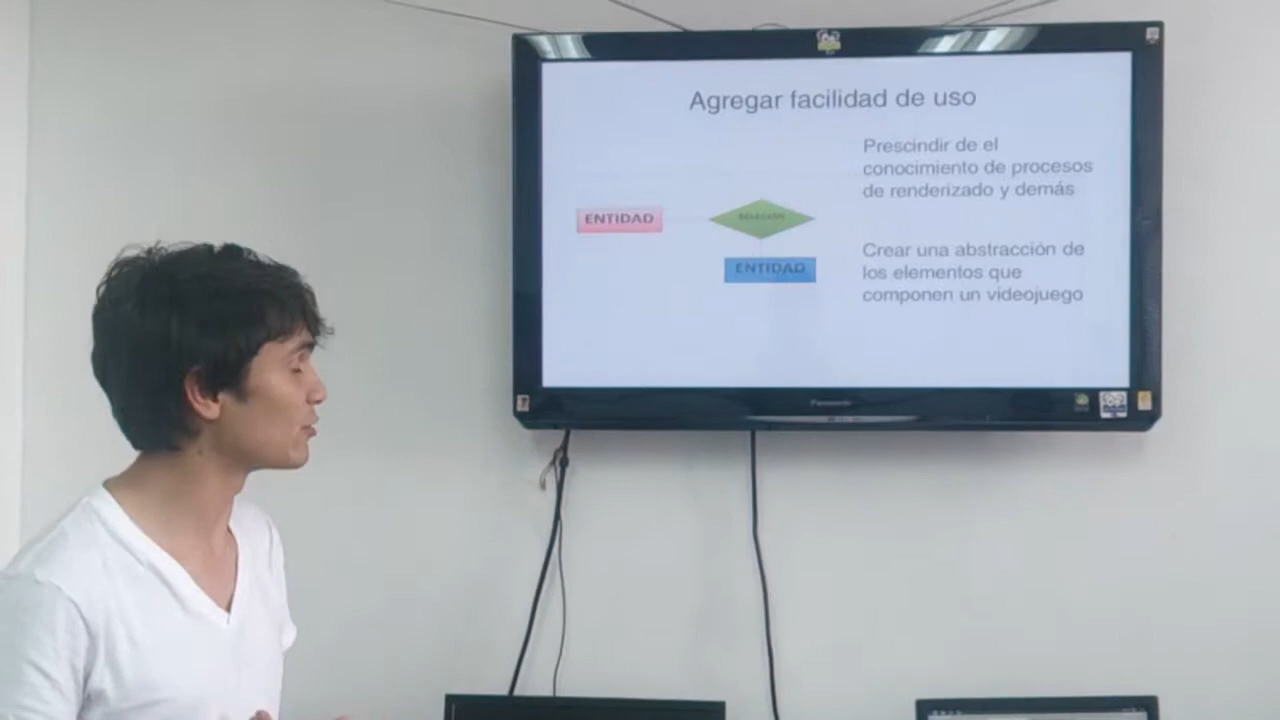 Agregar facilidad de uso
Prescindir de el
conocimiento de procesos
de renderizado y demás
ENTIDAD
ENTIDAD
Crear una abstracción de
los elementos que
componen un videojuego
Panasonic